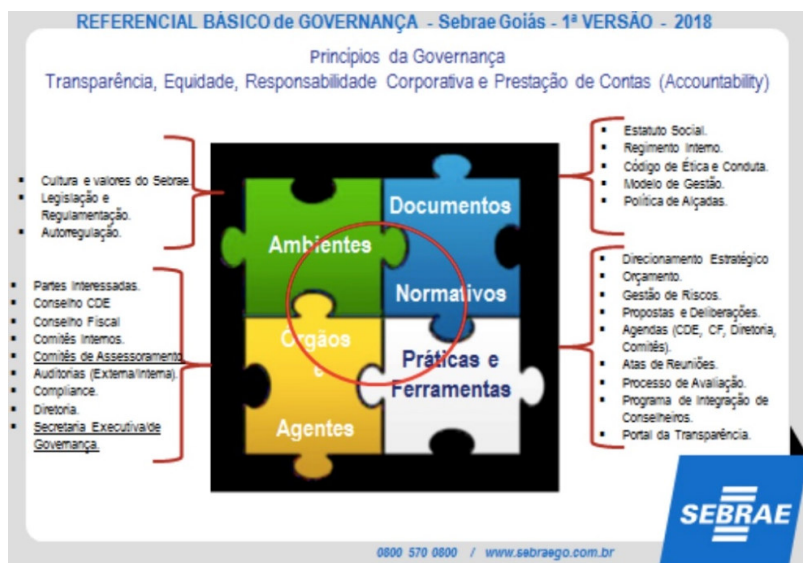 REFERENCIAL BÁSICO de GOVERNANÇA - Sebrae Goiás - 1ª VERSÃO - 2018
Princípios da Governança
Transparência, Equidade, Responsabilidade Corporativa e Prestação de Contas (Accountability)
Cultura e valores do Sebrae.
Legislação e
Regulamentação.
Autorregulação.
Partes Interessadas.
Conselho CDE
Conselho Fiscal
Comitês Internos.
Comitês de Assessoramento.
Auditorias (Externa/Interna).
Compliance.
Diretoria.
Secretaria Executiva/de
Governança.
Ambientes
Documentos
Normativos
Órgãos
e
Agentes
Práticas e
Ferramentas
Estatuto Social.
Regimento Interno.
Código de Ética e Conduta.
Modelo de Gestão.
Política de Alçadas.
Direcionamento Estratégico
Orçamento.
Gestão de Riscos.
Propostas e Deliberações.
Agendas (CDE, CF, Diretoria,
Comitês).
Atas de Reuniões.
Processo de Avaliação.
Programa de Integração de
Conselheiros.
Portal da Transparência.
SEBRAE
0800 570 0800 / www.sebraego.com.br